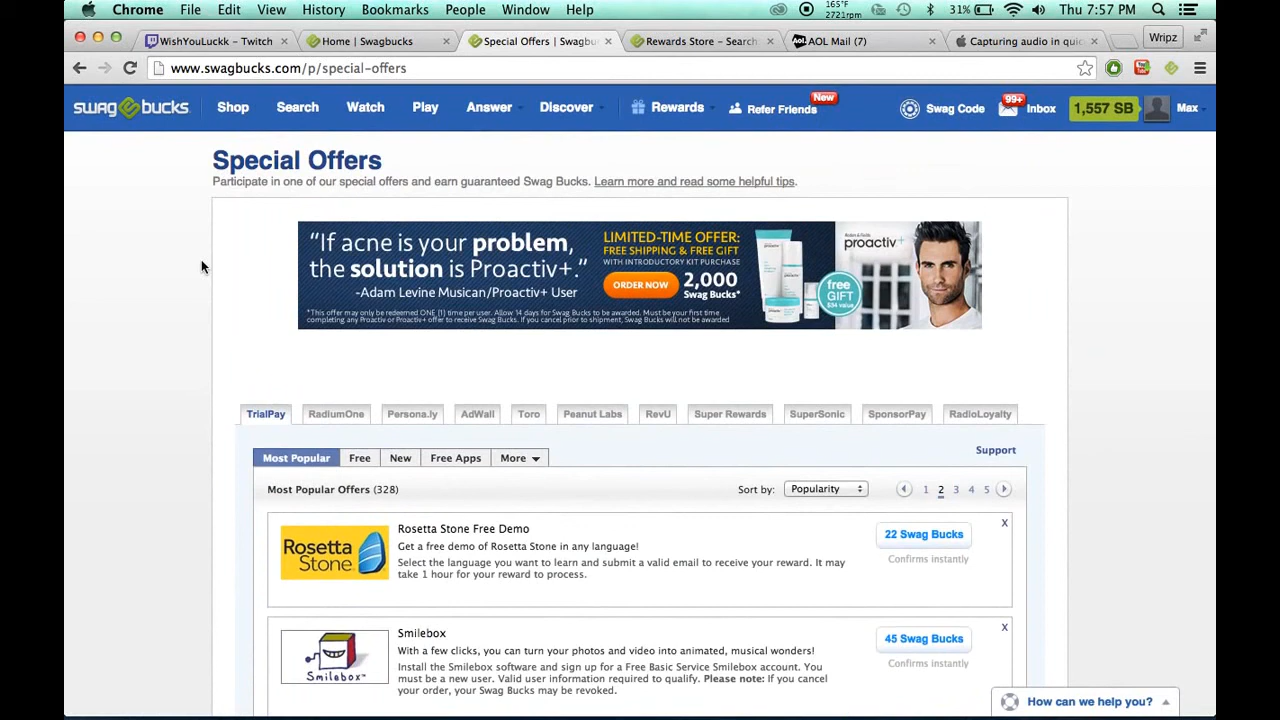 Chrome File Edit View History Bookmarks People Window Help 165°F 2721rpm 31% Thu 7:57 PM
WishYouLuckk - Twitch × Home | Swagbucks × Special Offers | Swagbu × Rewards Store - Search × Aol. AOL Mail (7) × Capturing audio in quic × Wripz
www.swagbucks.com/p/special-offers
swagbucks Shop Search Watch Play Answer Discover Rewards Refer Friends New Swag Code 99+ Inbox 1,557 SB Max
Special Offers
Participate in one of our special offers and earn guaranteed Swag Bucks. Learn more and read some helpful tips.
“If acne is your problem,
the solution is Proactiv+.”
-Adam Levine Musican/Proactiv+ User
*This offer may only be redeemed ONE (1) time per user. Allow 14 days for Swag Bucks to be awarded. Must be your first time
completing any Proactiv or Proactiv+ offer to receive Swag Bucks. If you cancel prior to shipment, Swag Bucks will not be awarded
LIMITED-TIME OFFER:
FREE SHIPPING & FREE GIFT
WITH INTRODUCTORY KIT PURCHASE
ORDER NOW 2,000
Swag Bucks*
free
GIFT
$34 value
proactiv+
TrialPay RadiumOne Persona.ly AdWall Toro Peanut Labs RevU Super Rewards SuperSonic SponsorPay RadioLoyalty
Most Popular Free New Free Apps More Support
Most Popular Offers (328) Sort by: Popularity 1 2 3 4 5
Rosetta Stone Free Demo X
Rosetta
Stone
Get a free demo of Rosetta Stone in any language!
Select the language you want to learn and submit a valid email to receive your reward. It may
take 1 hour for your reward to process.
22 Swag Bucks
Confirms instantly
Smilebox X
Smilebox™
With a few clicks, you can turn your photos and video into animated, musical wonders!
Install the Smilebox software and sign up for a Free Basic Service Smilebox account. You
must be a new user. Valid user information required to qualify. Please note: If you cancel
your order, your Swag Bucks may be revoked.
45 Swag Bucks
Confirms instantly
How can we help you?